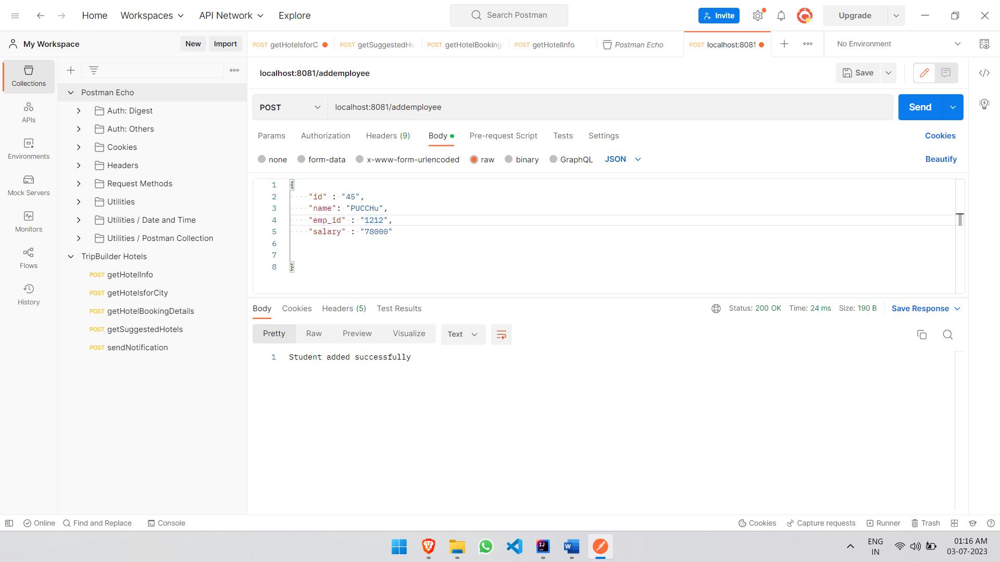 Home Workspaces API Network Explore Search Postman Invite Upgrade
My Workspace New Import POST getHotelsforC POST getSuggestedHo POST getHotelBooking POST getHotelInfo Postman Echo POST localhost:8081 No Environment
Collections
APIs
Environments
Mock Servers
Monitors
Flows
History
Postman Echo
Auth: Digest
Auth: Others
Cookies
Headers
Request Methods
Utilities
Utilities / Date and Time
Utilities / Postman Collection
TripBuilder Hotels
POST getHotelInfo
POST getHotelsforCity
POST getHotelBookingDetails
POST getSuggestedHotels
POST sendNotification
localhost:8081/addemployee Save
POST localhost:8081/addemployee Send
Params Authorization Headers (9) Body Pre-request Script Tests Settings Cookies
none form-data x-www-form-urlencoded raw binary GraphQL JSON Beautify
1 {
2 "id" : "45",
3 "name": "PUCCHu",
4 "emp_id" : "1212",
5 "salary" : "78000"
6
7
8 }
Body Cookies Headers (5) Test Results Status: 200 OK Time: 24 ms Size: 190 B Save Response
Pretty Raw Preview Visualize Text
1 Student added successfully
Online Find and Replace Console Cookies Capture requests Runner Trash
ENG 01:16 AM
IN 03-07-2023